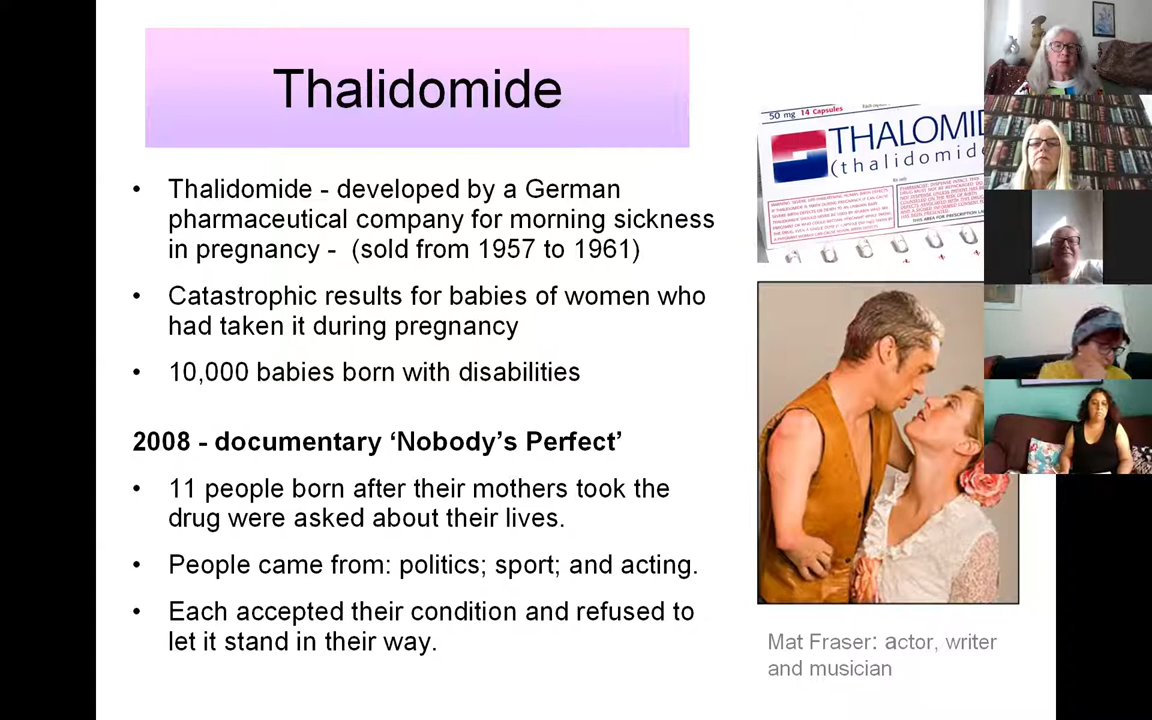 Thalidomide
• Thalidomide - developed by a German
pharmaceutical company for morning sickness
in pregnancy -  (sold from 1957 to 1961)
• Catastrophic results for babies of women who
had taken it during pregnancy
• 10,000 babies born with disabilities
2008 - documentary ‘Nobody’s Perfect’
• 11 people born after their mothers took the
drug were asked about their lives.
• People came from: politics; sport; and acting.
• Each accepted their condition and refused to
let it stand in their way.
50 mg 14 Capsules
THALOMID
(thalidomide
Mat Fraser: actor, writer
and musician